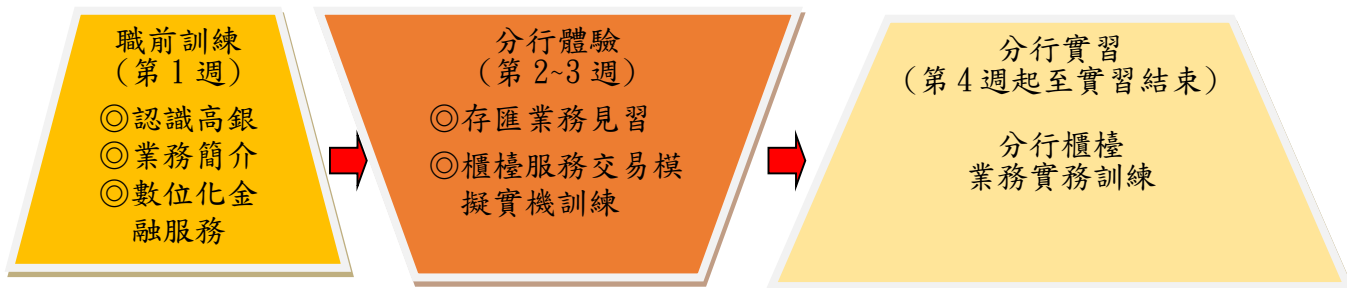 職前訓練
（第 1 週）
◎認識高銀
◎業務簡介
◎數位化金
融服務
分行體驗
（第 2~3 週）
◎存匯業務見習
◎櫃檯服務交易模
擬實機訓練
分行實習
（第 4 週起至實習結束）
分行櫃檯
業務實務訓練